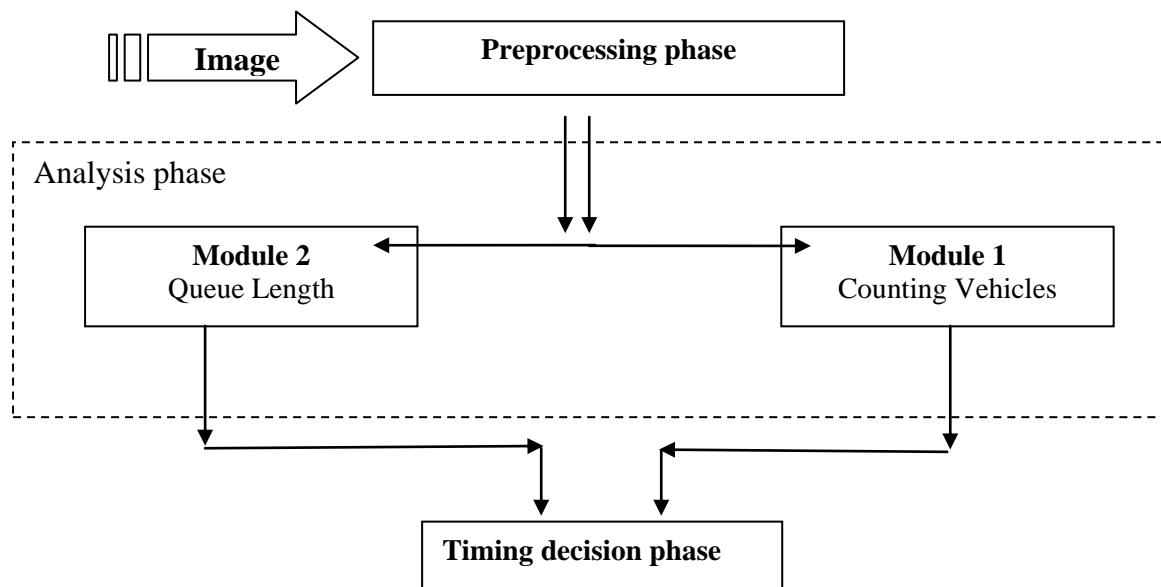 Image
Preprocessing phase
Analysis phase
Module 2
Queue Length
Module 1
Counting Vehicles
Timing decision phase